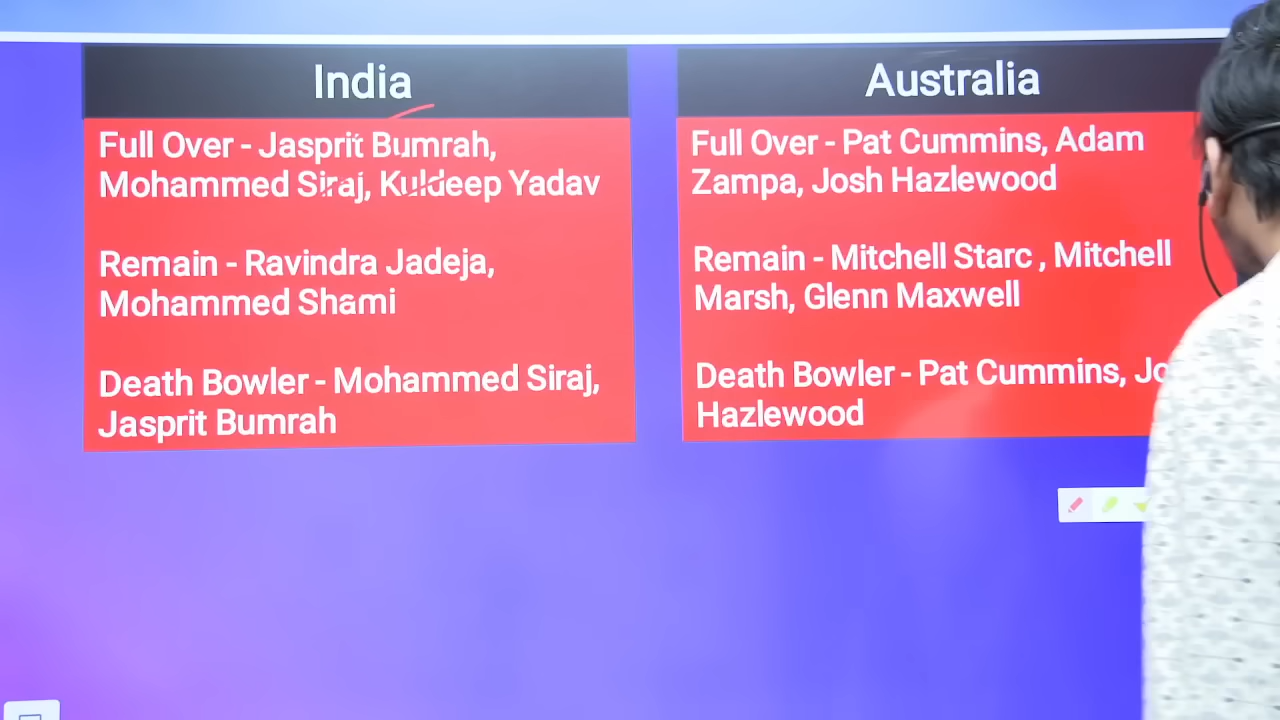 India
Full Over - Jasprit Bumrah,
Mohammed Siraj, Kuldeep Yadav
Remain - Ravindra Jadeja,
Mohammed Shami
Death Bowler - Mohammed Siraj,
Jasprit Bumrah
Australia
Full Over - Pat Cummins, Adam
Zampa, Josh Hazlewood
Remain - Mitchell Starc , Mitchell
Marsh, Glenn Maxwell
Death Bowler - Pat Cummins,
Hazlewood